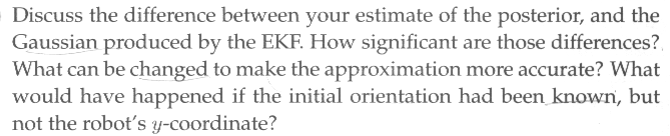 Discuss the difference between your estimate of the posterior, and the
Gaussian produced by the EKF. How significant are those differences?
What can be changed to make the approximation more accurate? What
would have happened if the initial orientation had been known, but
not the robot's y-coordinate?